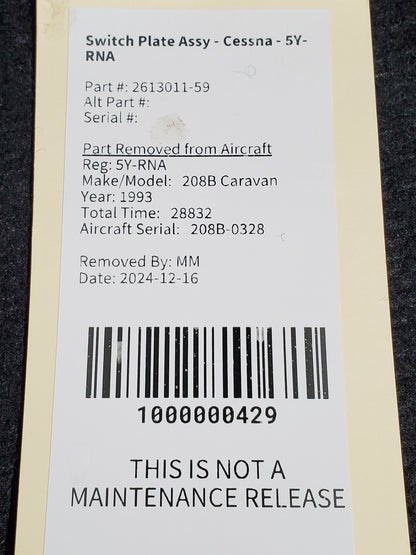 Switch Plate Assy - Cessna - 5Y-
RNA
Part #: 2613011-59
Alt Part #:
Serial #:
Part Removed from Aircraft
Reg: 5Y-RNA
Make/Model: 208B Caravan
Year: 1993
Total Time: 28832
Aircraft Serial: 208B-0328
Removed By: MM
Date: 2024-12-16
1000000429
THIS IS NOT A
MAINTENANCE RELEASE